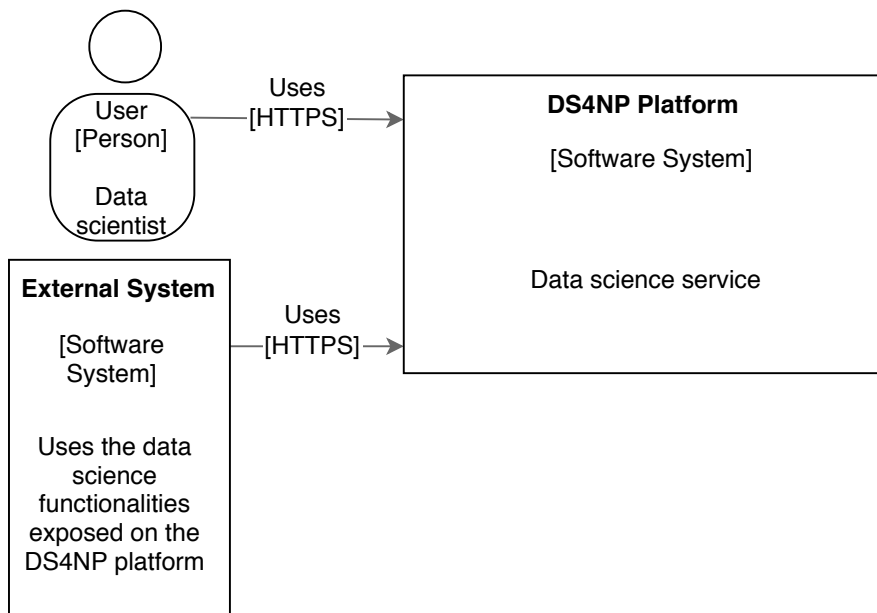 User
[Person]
Data
scientist
Uses
[HTTPS]
DS4NP Platform
[Software System]
Data science service
External System
[Software
System]
Uses the data
science
functionalities
exposed on the
DS4NP platform
Uses
[HTTPS]